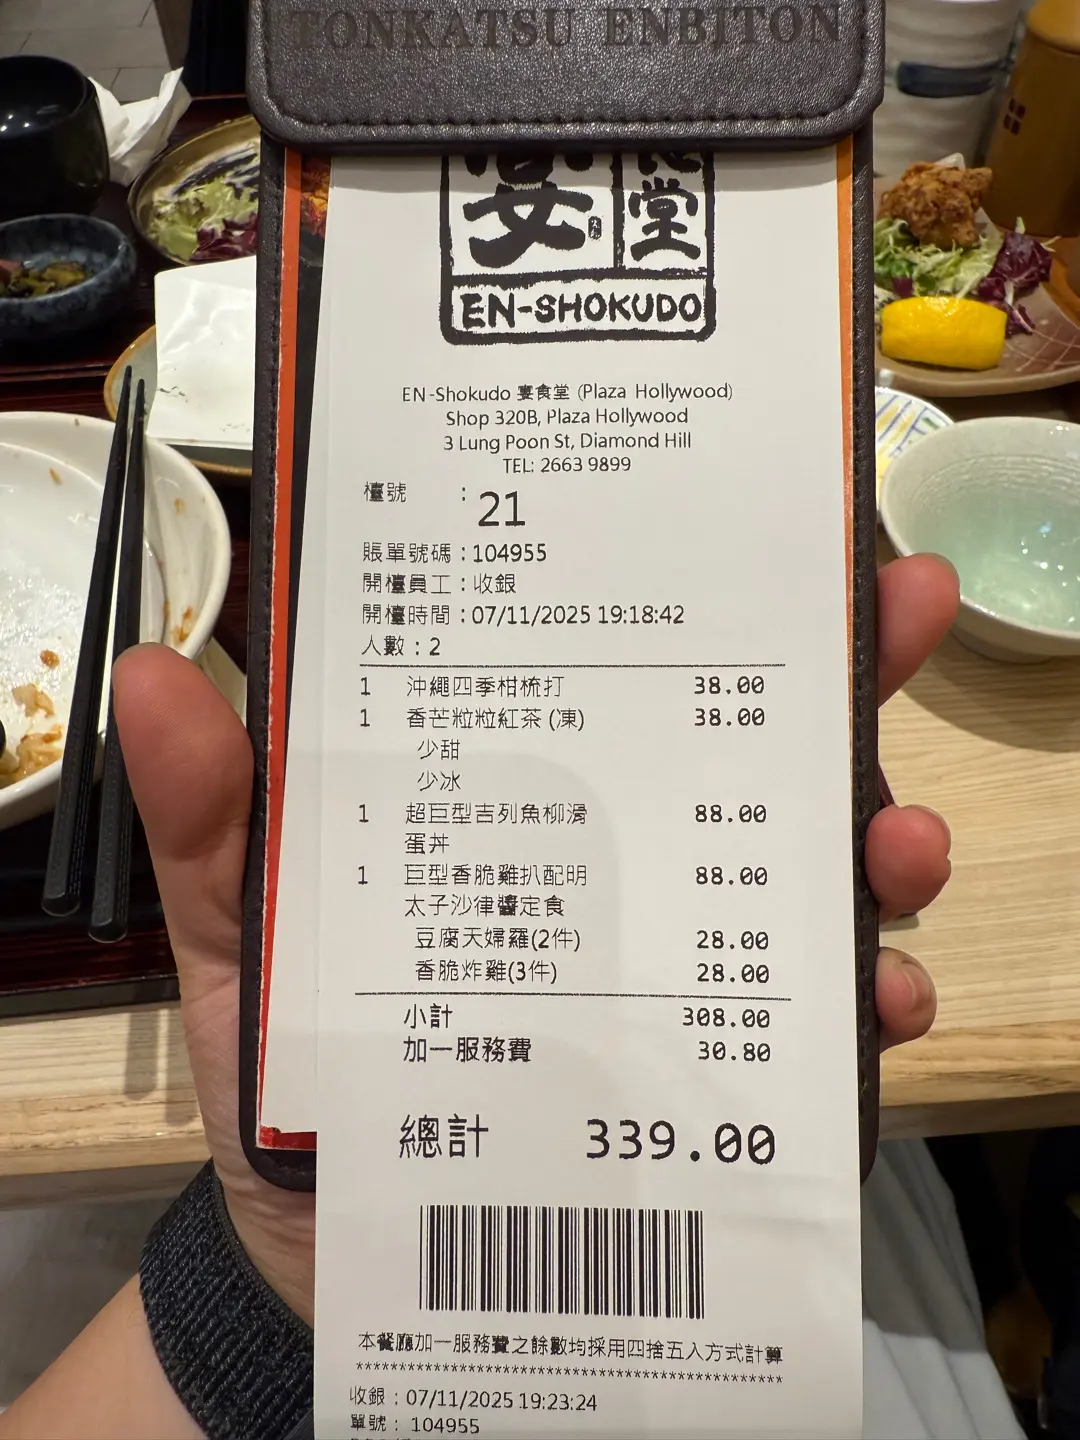 TONKATSU ENBITON
宴食堂
EN-SHOKUDO
EN-Shokudo 宴食堂 (Plaza Hollywood)
Shop 320B, Plaza Hollywood
3 Lung Poon St, Diamond Hill
TEL: 2663 9899
檯號 : 21
賬單號碼 : 104955
開檯員工 : 收銀
開檯時間 : 07/11/2025 19:18:42
人數 : 2
1 沖繩四季柑梳打 38.00
1 香芒粒粒紅茶 (凍) 38.00
少甜
少冰
1 超巨型吉列魚柳滑 88.00
蛋丼
1 巨型香脆雞扒配明 88.00
太子沙律醬定食
豆腐天婦羅(2件) 28.00
香脆炸雞(3件) 28.00
小計 308.00
加一服務費 30.80
總計 339.00
本餐廳加一服務費之餘數均採用四捨五入方式計算
********************************************************
收銀 : 07/11/2025 19:23:24
單號 : 104955